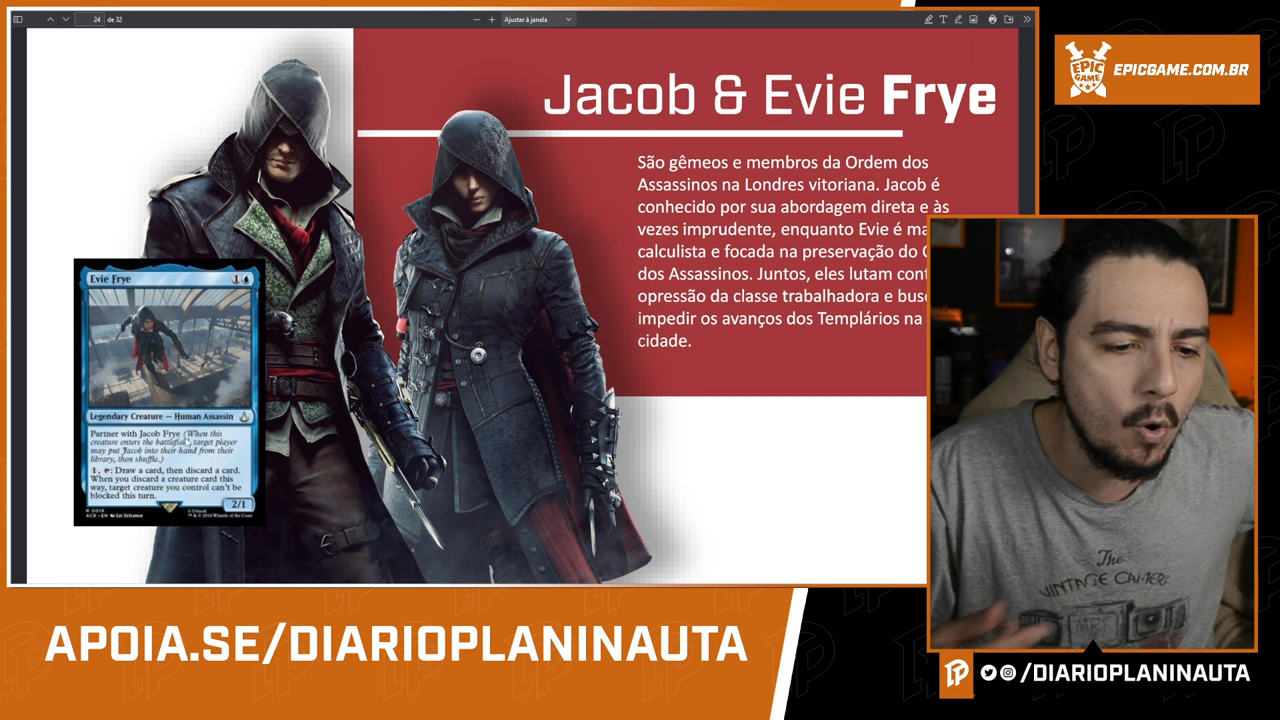 24 de 32
Ajustar à janela
Jacob & Evie Frye
São gêmeos e membros da Ordem dos
Assassinos na Londres vitoriana. Jacob é
conhecido por sua abordagem direta e às
vezes imprudente, enquanto Evie é
calculista e focada na preservação do
dos Assassinos. Juntos, eles lutam
opressão da classe trabalhadora e
impedir os avanços dos Templários na
cidade.
Evie Frye 1
Legendary Creature — Human Assassin
Partner with Jacob Frye (When this
creature enters the battlefield, target player
may put Jacob into their hand from their
library, then shuffle.)
1, : Draw a card, then discard a card.
When you discard a creature card this
way, target creature you control can't be
blocked this turn.
2/1
R 0019
ACR • EN
EPIC
GAME
EPICGAME.COM.BR
The
VINTAGE CAMERA
APOIA.SE/DIARIOPLANINAUTA
/DIARIOPLANINAUTA